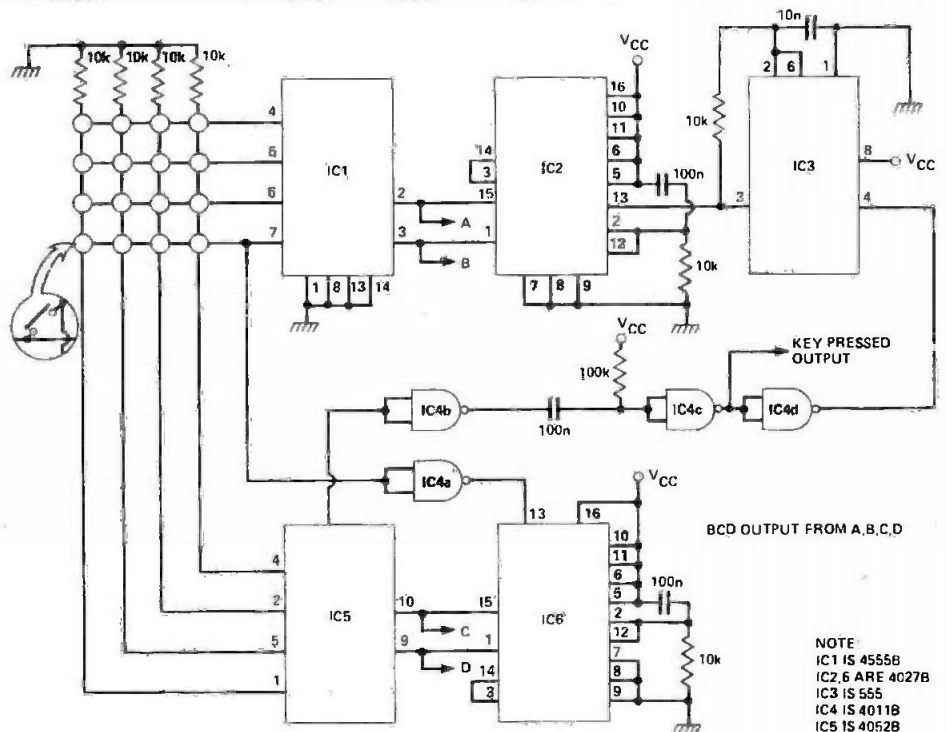 10k 10k 10k 10k
10n
VCC
2 6 1
16
4 10
10k
11
14
5 IC1 IC2 6 IC3 8 VCC
3 5 100n
6 2 15 13 3 4
A
7 3 1 2
B 12
10k
1 8 13 14 7 8 9
VCC
KEY PRESSED
OUTPUT
100k
IC4b IC4c IC4d
100n
IC4a
VCC
13 16
BCD OUTPUT FROM A,B,C,D
10
11
6 100n
4 5
10 15 2
2 IC5 C IC6 12
9 1 7 10k
5 D
14 8
1 3 9
NOTE
IC1 IS 4555B
IC2,6 ARE 4027B
IC3 IS 555
IC4 IS 4011B
IC5 IS 4052B